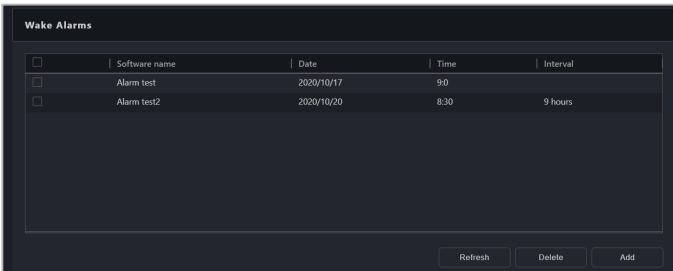 Wake Alarms
Software name Date Time Interval
Alarm test 2020/10/17 9:0
Alarm test2 2020/10/20 8:30 9 hours
Refresh Delete Add